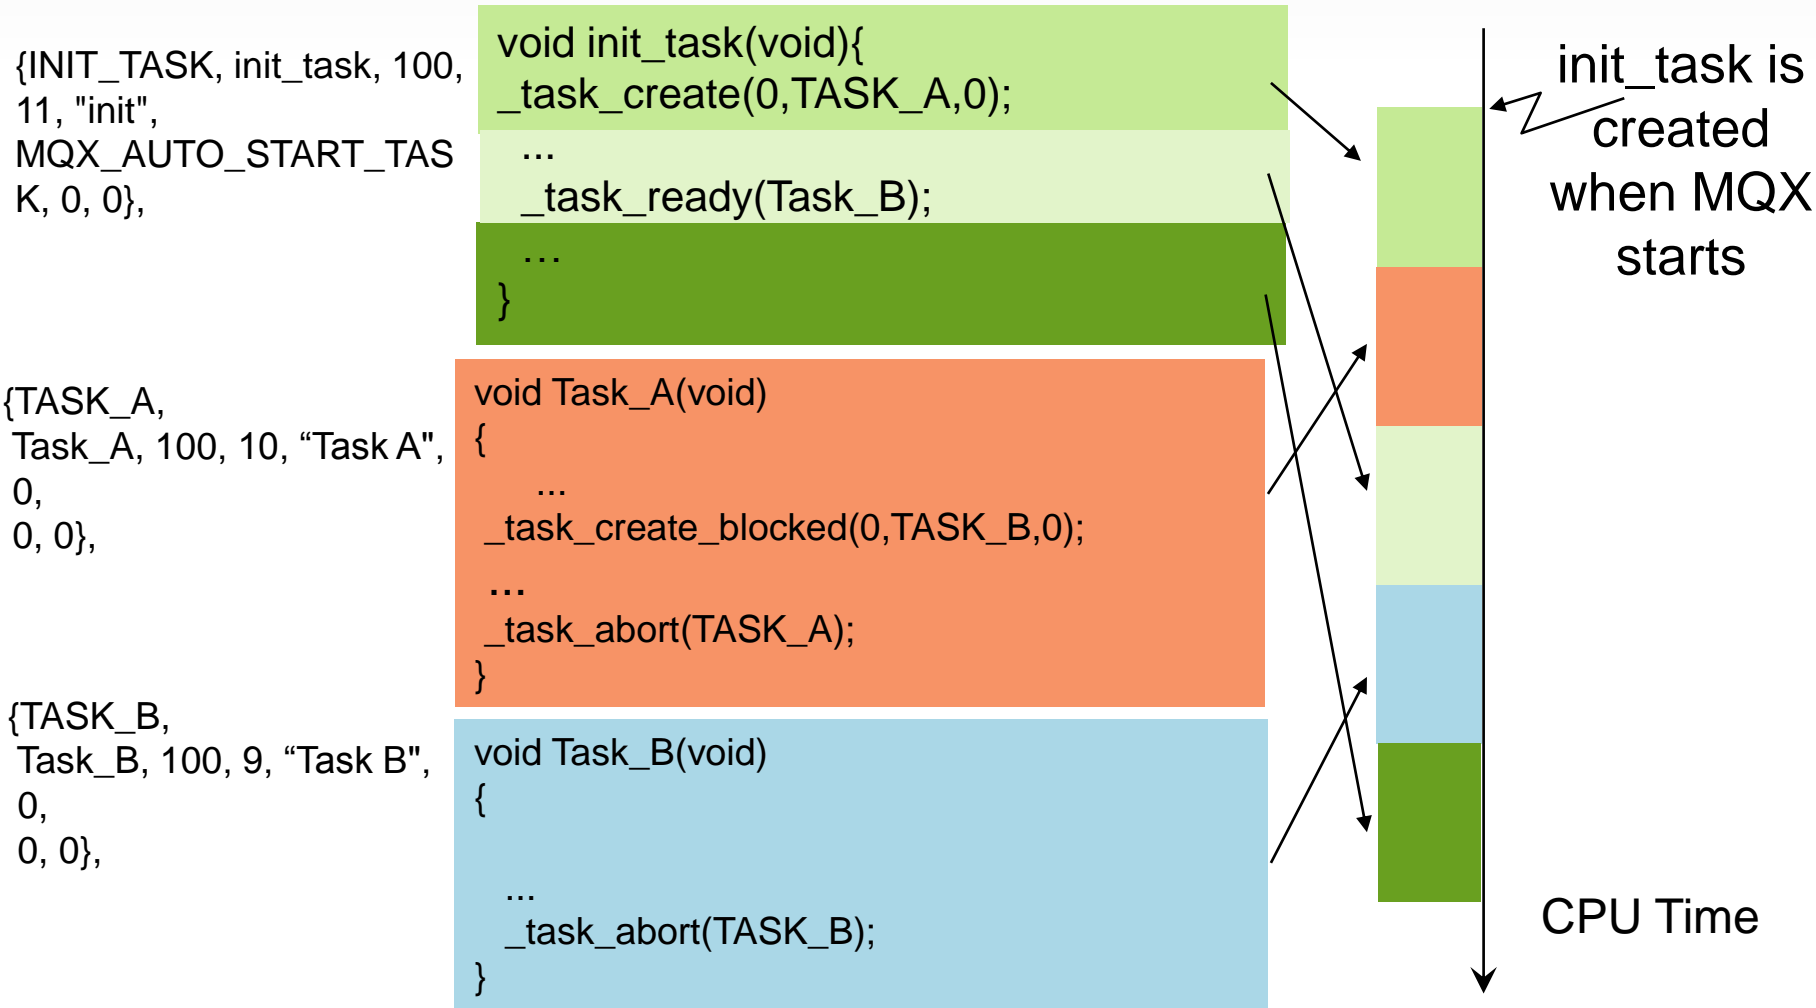 {INIT_TASK, init_task, 100,
11, "init",
MQX_AUTO_START_TAS
K, 0, 0},
void init_task(void){
_task_create(0,TASK_A,0);
...
_task_ready(Task_B);
...
}
{TASK_A,
Task_A, 100, 10, “Task A",
0,
0, 0},
void Task_A(void)
{
...
_task_create_blocked(0,TASK_B,0);
...
_task_abort(TASK_A);
}
{TASK_B,
Task_B, 100, 9, “Task B",
0,
0, 0},
void Task_B(void)
{
...
_task_abort(TASK_B);
}
init_task is
created
when MQX
starts
CPU Time